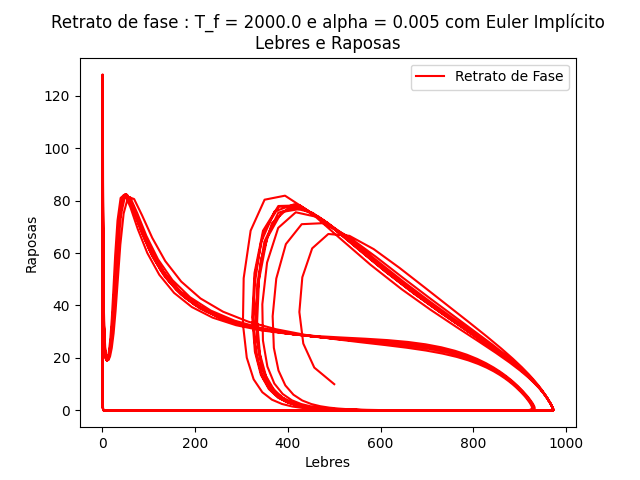 Retrato de fase : T_f = 2000.0 e alpha = 0.005 com Euler Implícito
Lebres e Raposas
Retrato de Fase
120
100
80
60
40
20
0
Raposas
0 200 400 600 800 1000
Lebres